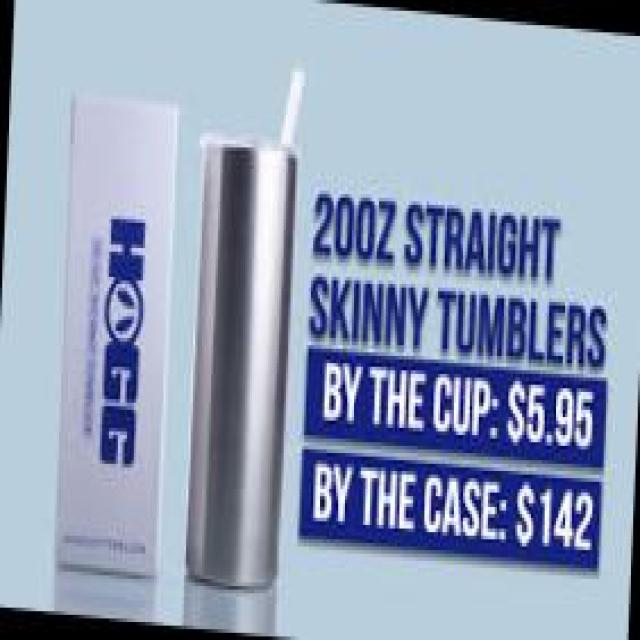 HOGG
20OZ STRAIGHT
SKINNY TUMBLERS
BY THE CUP: $5.95
BY THE CASE: $142